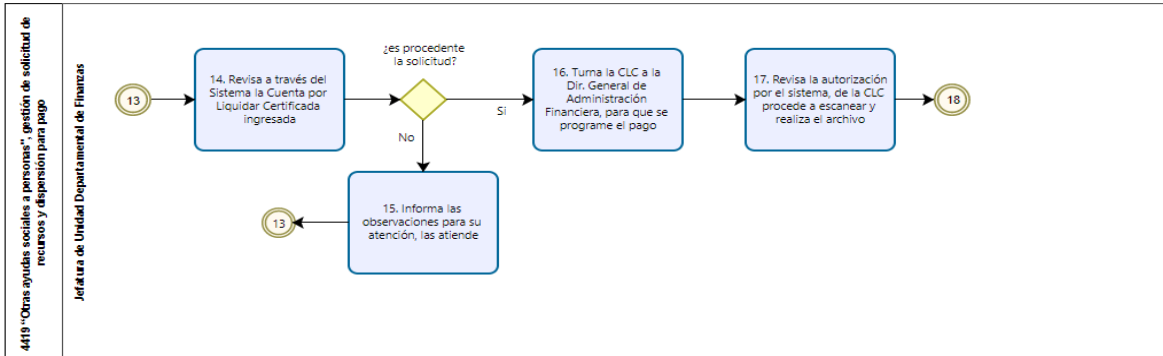 4419 “Otras ayudas sociales a personas”, gestión de solicitud de
recursos y dispersión para pago
Jefatura de Unidad Departamental de Finanzas
13
14. Revisa a través del
Sistema la Cuenta por
Liquidar Certificada
ingresada
¿es procedente
la solicitud?
Si
No
16. Turna la CLC a la
Dir. General de
Administración
Financiera, para que se
programe el pago
17. Revisa la autorización
por el sistema, de la CLC
procede a escanear y
realiza el archivo
18
15. Informa las
observaciones para su
atención, las atiende
13